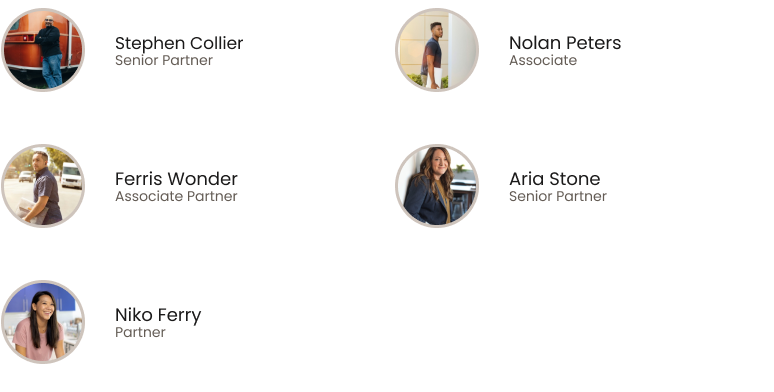 Stephen Collier
Senior Partner
Nolan Peters
Associate
Ferris Wonder
Associate Partner
Aria Stone
Senior Partner
Niko Ferry
Partner